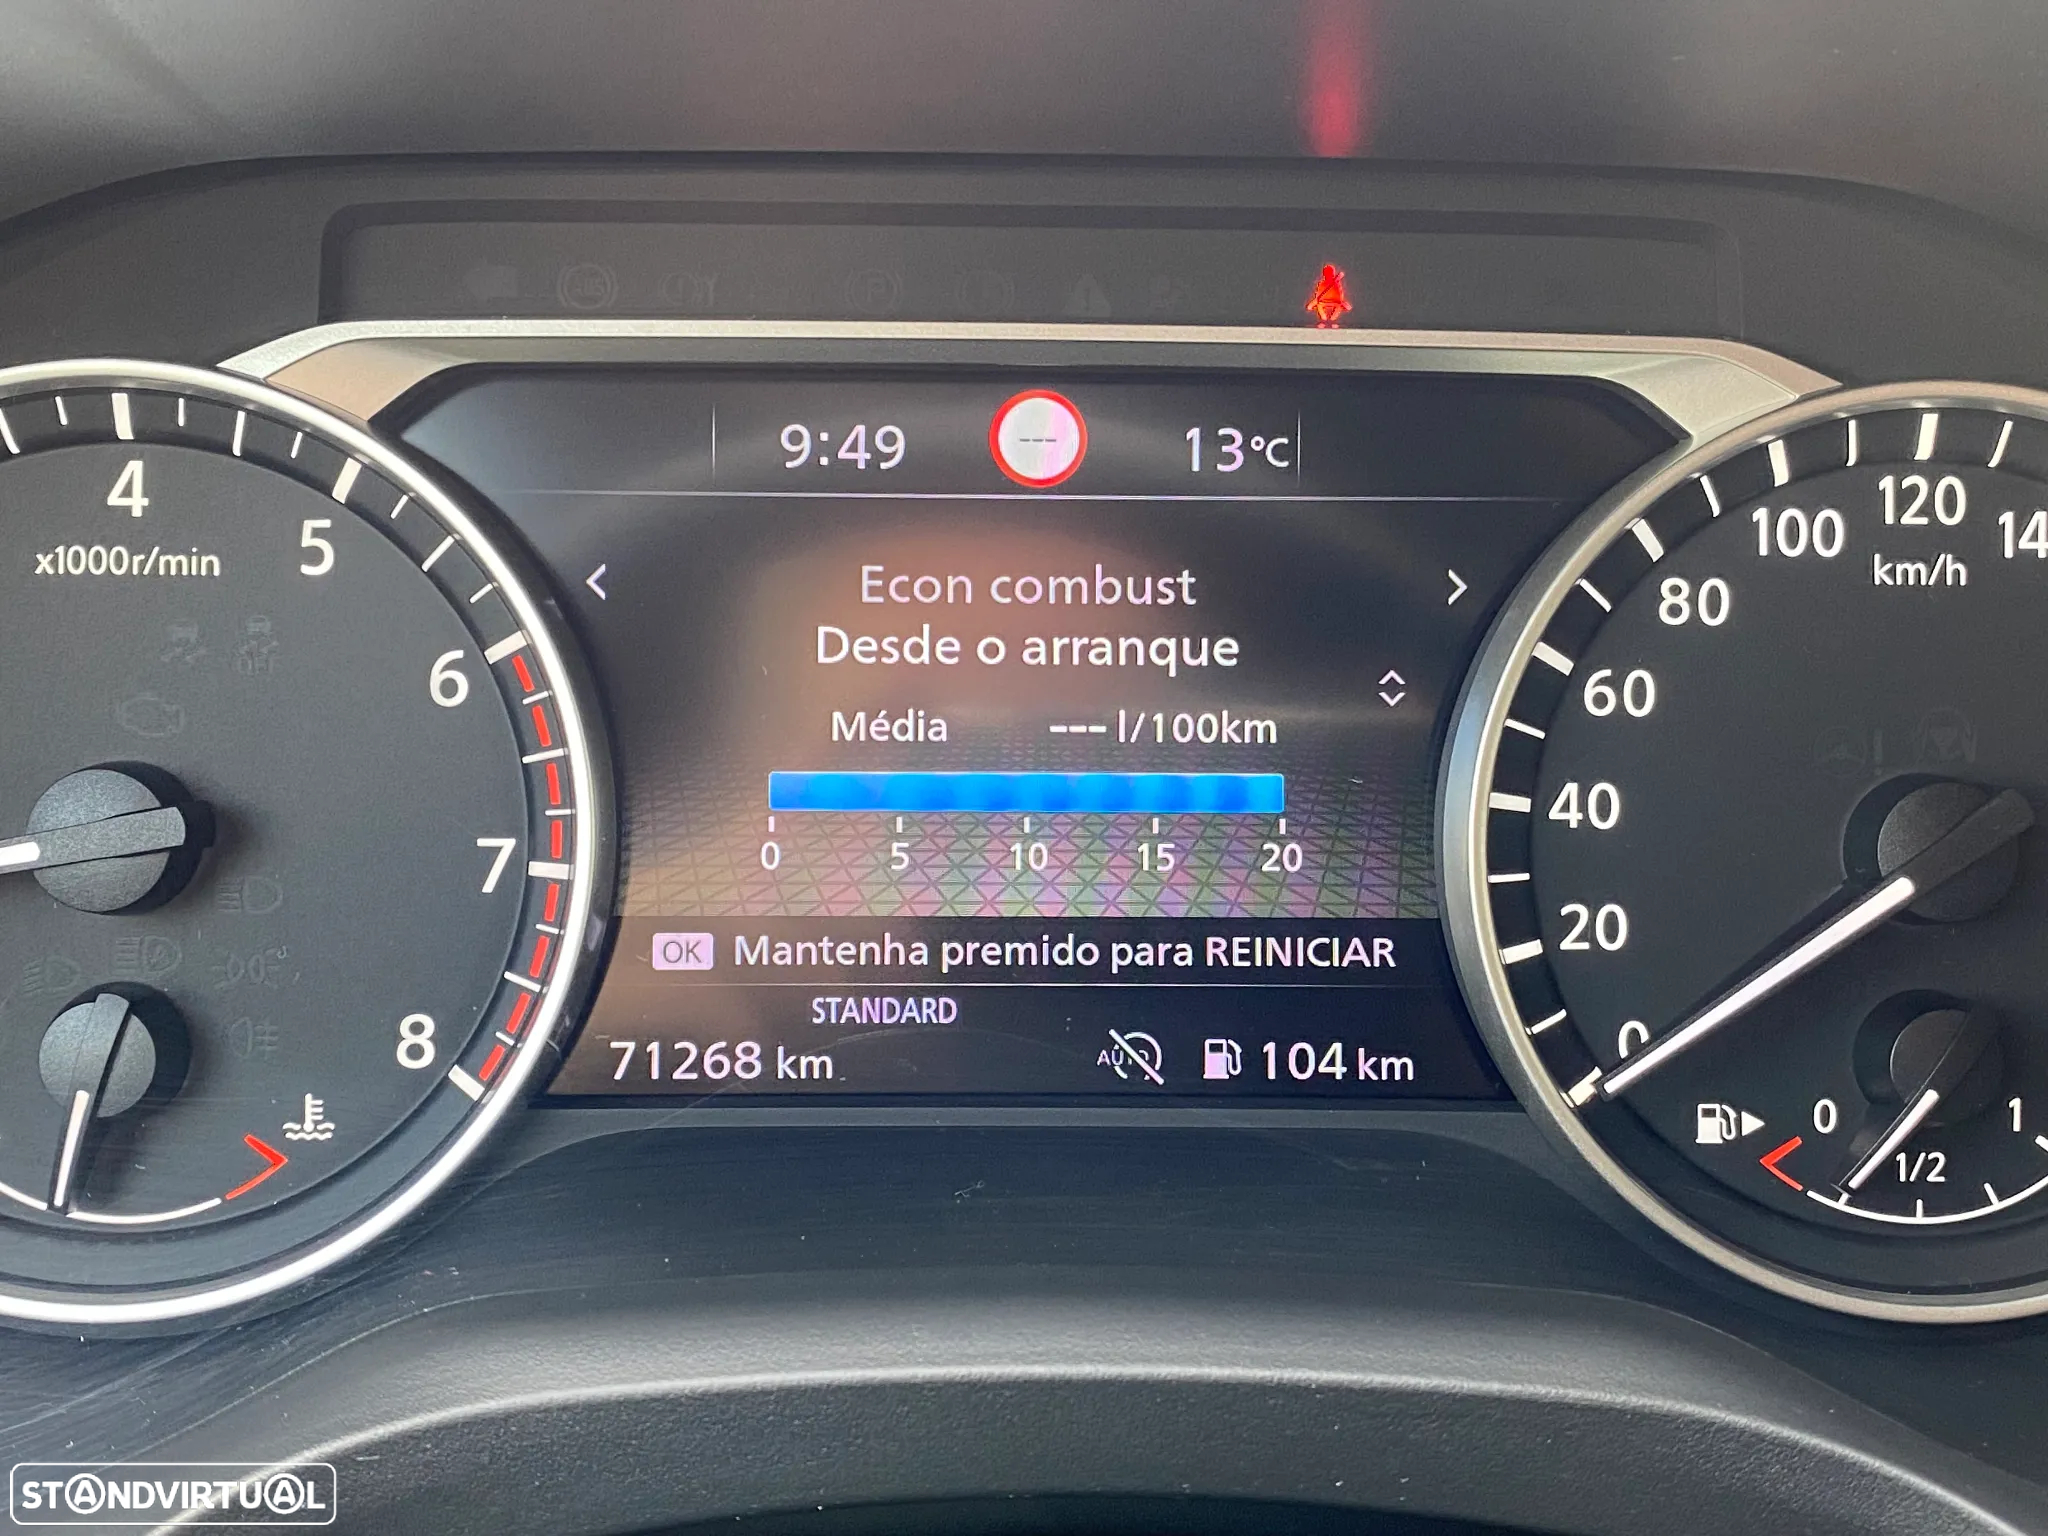 9:49
---
13°C
4
5
6
7
8
x1000r/min
< Econ combust >
Desde o arranque
Média --- l/100km
0 5 10 15 20
OK Mantenha premido para REINICIAR
STANDARD
71268 km
AUTO
104 km
0
20
40
60
80
100
120
14
km/h
0
1/2
1
STANDVIRTUAL